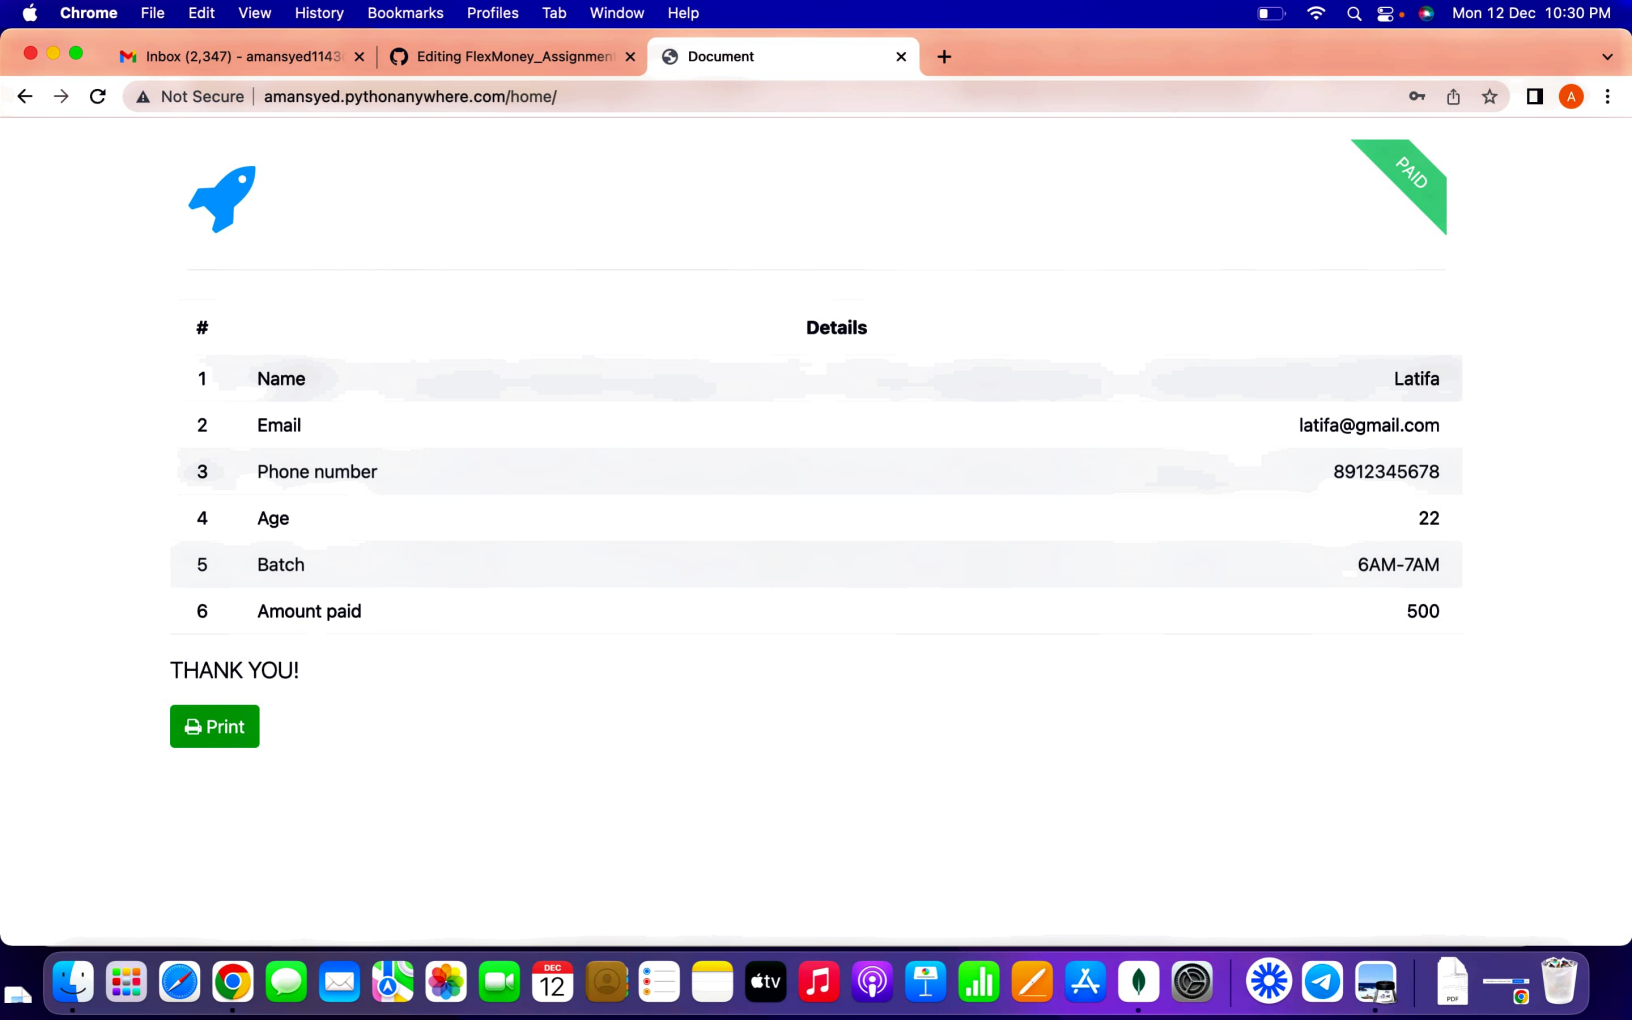 Chrome File Edit View History Bookmarks Profiles Tab Window Help Mon 12 Dec 10:30 PM
Inbox (2,347) - amansyed1143 Editing FlexMoney_Assignmen Document
Not Secure | amansyed.pythonanywhere.com/home/ A
PAID
# Details
1 Name Latifa
2 Email latifa@gmail.com
3 Phone number 8912345678
4 Age 22
5 Batch 6AM-7AM
6 Amount paid 500
THANK YOU!
Print
DEC
12
tv
PDF